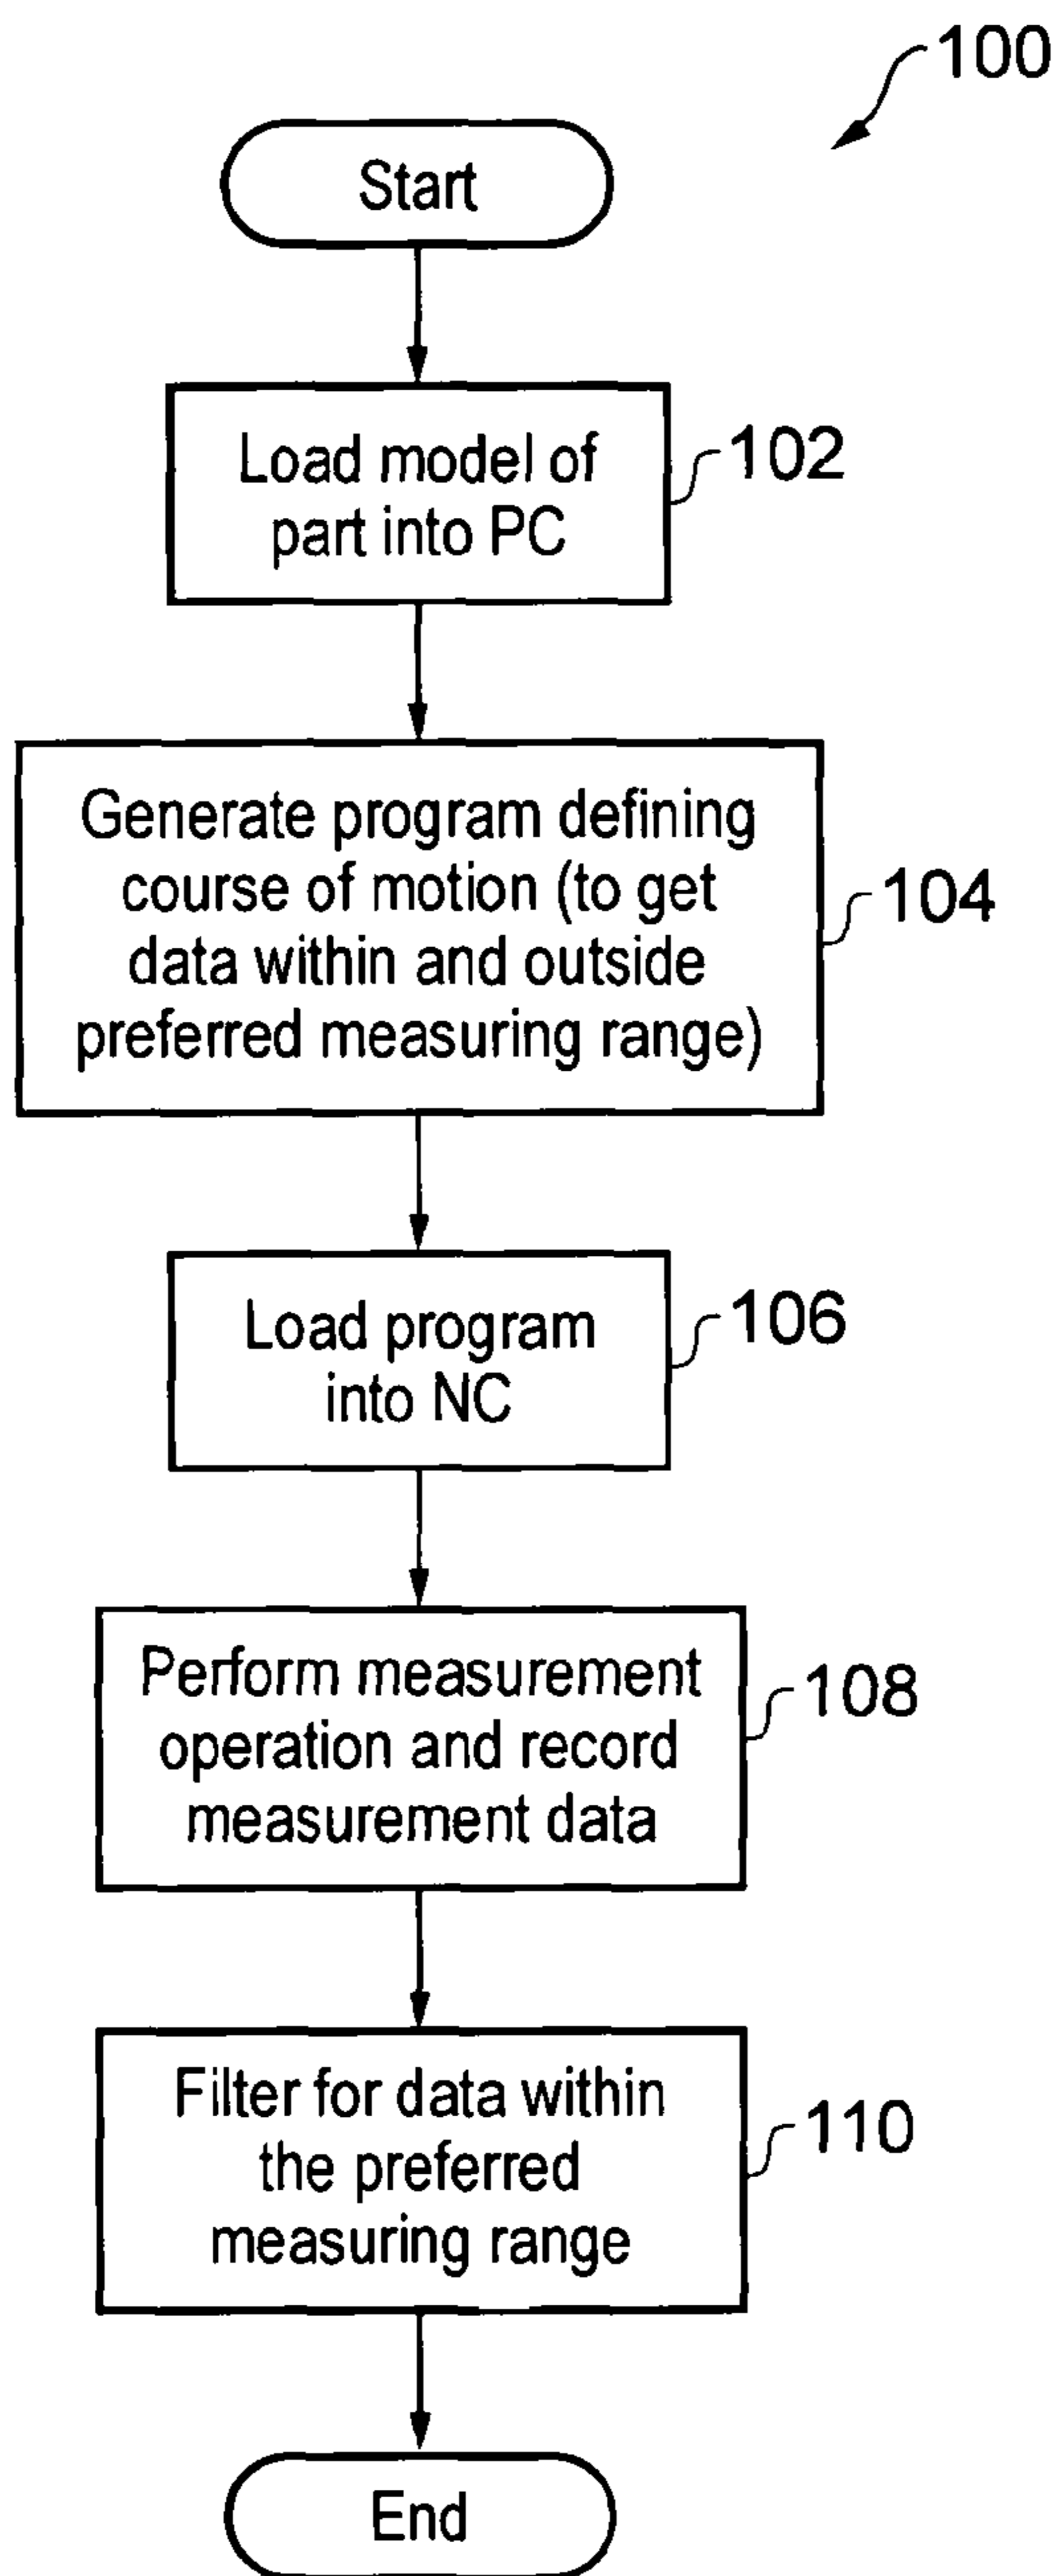 100
Start
Load model of
part into PC
102
Generate program defining
course of motion (to get
data within and outside
preferred measuring range)
104
Load program
into NC
106
Perform measurement
operation and record
measurement data
108
Filter for data within
the preferred
measuring range
110
End